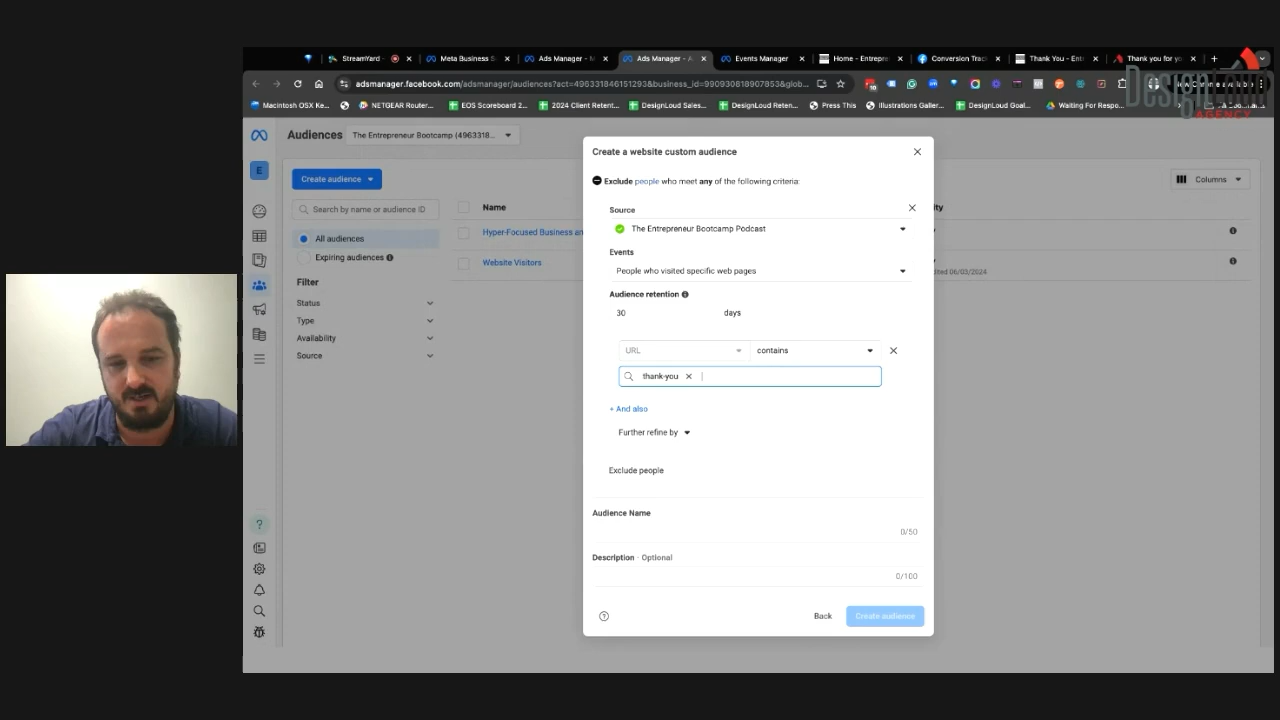 StreamYard
Meta Business S
Ads Manager - M
Ads Manager - A
Events Manager
Home - Entrepre
Conversion Trac
Thank You - Ent
Thank you for yo
adsmanager.facebook.com/adsmanager/audiences?act=496331846151293&business_id=990930818907853&glob...
Macintosh OSX Ke...
NETGEAR Router...
EOS Scoreboard 2...
2024 Client Retent...
DesignLoud Sales...
DesignLoud Reten...
Press This
Illustrations Galler...
DesignLoud Goal...
Waiting For Respo...
AGENCY
Audiences
The Entrepreneur Bootcamp (4963318...
E
Create audience
Columns
Search by name or audience ID
Name
All audiences
Hyper-Focused Business an
Expiring audiences
Website Visitors
06/03/2024
Filter
Status
Type
Availability
Source
Create a website custom audience
Exclude people who meet any of the following criteria:
Source
The Entrepreneur Bootcamp Podcast
Events
People who visited specific web pages
Audience retention
30 days
URL contains
thank-you
+ And also
Further refine by
Exclude people
Audience Name
0/50
Description · Optional
0/100
Back
Create audience